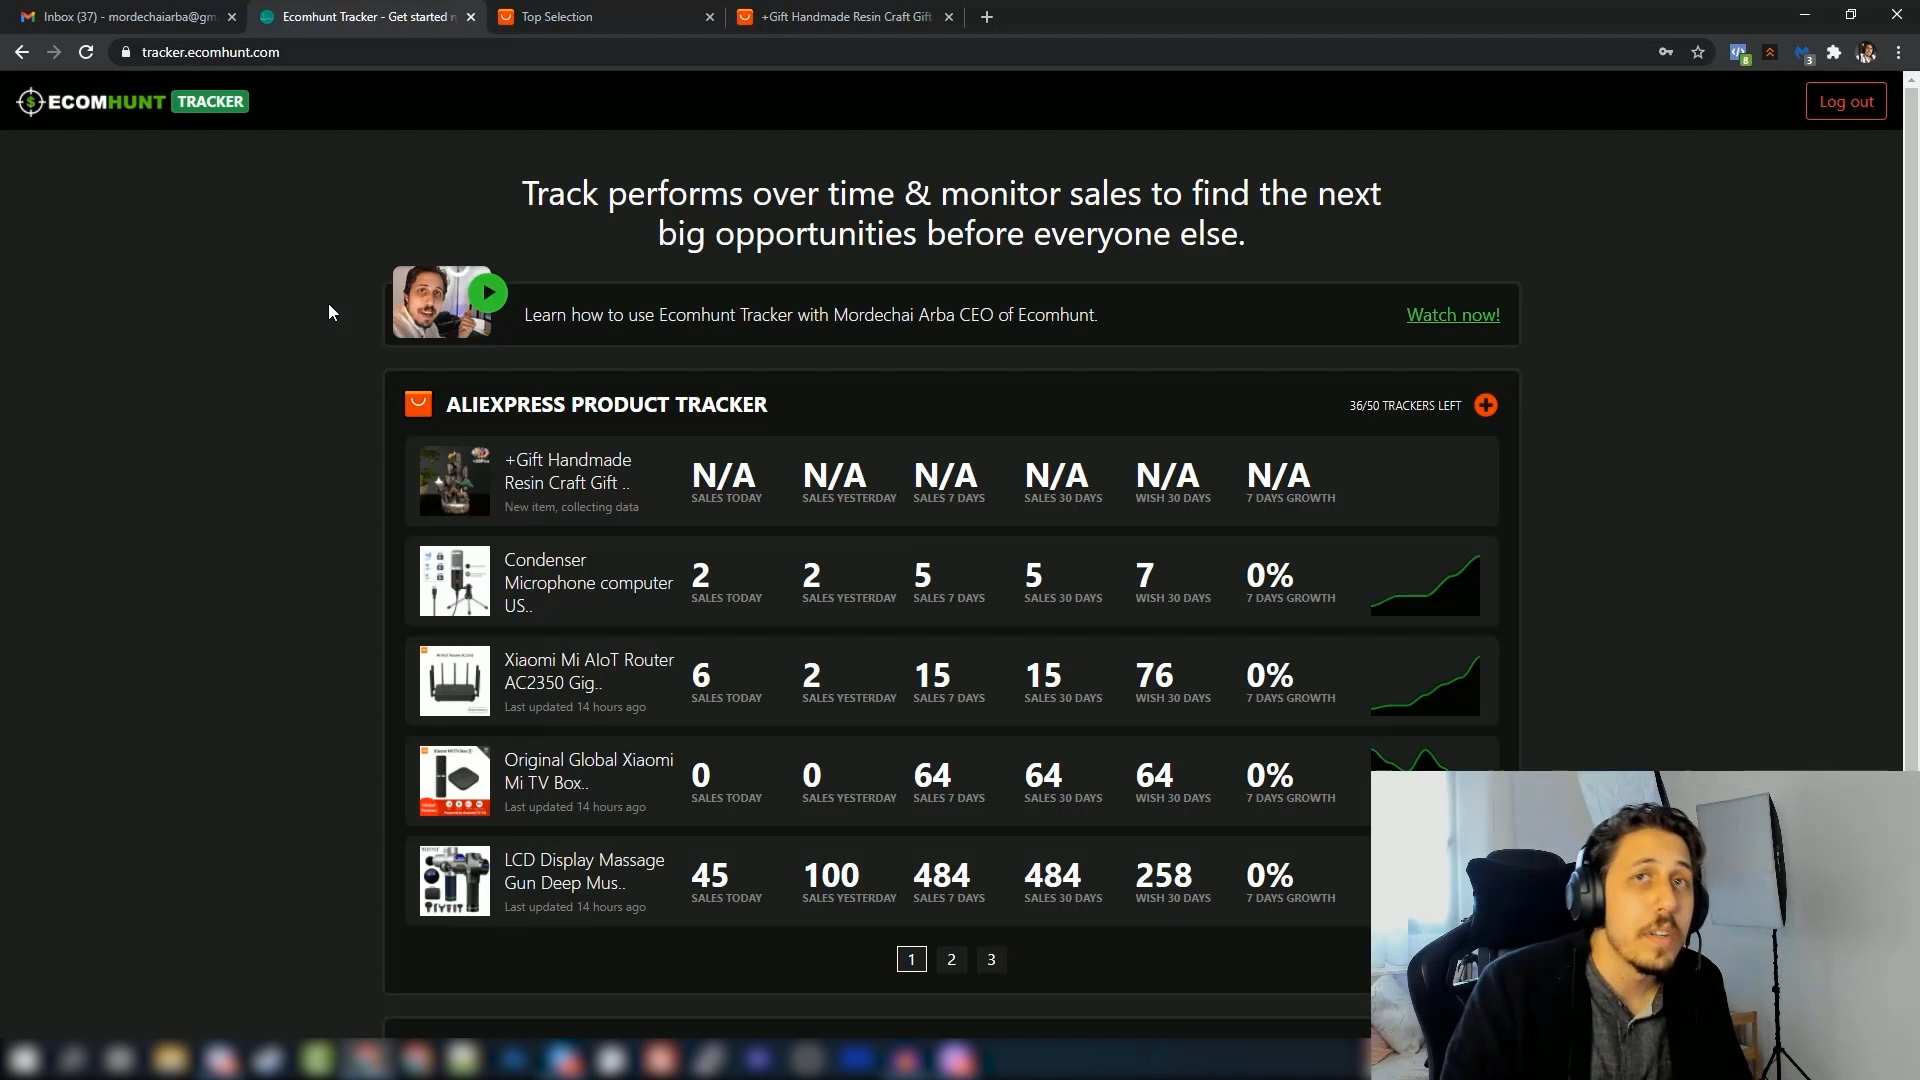 Inbox (37) - mordechaiarba@gm
Ecomhunt Tracker - Get started n
Top Selection
+Gift Handmade Resin Craft Gift
tracker.ecomhunt.com
8
3
ECOMHUNT TRACKER
Log out
Track performs over time & monitor sales to find the next
big opportunities before everyone else.
Learn how to use Ecomhunt Tracker with Mordechai Arba CEO of Ecomhunt.
Watch now!
ALIEXPRESS PRODUCT TRACKER
36/50 TRACKERS LEFT
+Gift Handmade
Resin Craft Gift ..
New item, collecting data
N/A N/A N/A N/A N/A N/A
SALES TODAY SALES YESTERDAY SALES 7 DAYS SALES 30 DAYS WISH 30 DAYS 7 DAYS GROWTH
Condenser
Microphone computer
US..
2 2 5 5 7 0%
SALES TODAY SALES YESTERDAY SALES 7 DAYS SALES 30 DAYS WISH 30 DAYS 7 DAYS GROWTH
Xiaomi Mi AIoT Router
AC2350 Gig..
Last updated 14 hours ago
6 2 15 15 76 0%
SALES TODAY SALES YESTERDAY SALES 7 DAYS SALES 30 DAYS WISH 30 DAYS 7 DAYS GROWTH
Original Global Xiaomi
Mi TV Box..
Last updated 14 hours ago
0 0 64 64 64 0%
SALES TODAY SALES YESTERDAY SALES 7 DAYS SALES 30 DAYS WISH 30 DAYS 7 DAYS GROWTH
LCD Display Massage
Gun Deep Mus..
Last updated 14 hours ago
45 100 484 484 258 0%
SALES TODAY SALES YESTERDAY SALES 7 DAYS SALES 30 DAYS WISH 30 DAYS 7 DAYS GROWTH
1 2 3